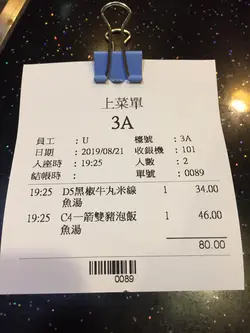 上菜單
3A
員工：U 檯號：3A
日期：2019/08/21 收銀機：101
入座時：19:25 人數：2
結帳時： 單號：0089
19:25 D5黑椒牛丸米線 1 34.00
魚湯
19:25 C4一箭雙豬泡飯 1 46.00
魚湯
80.00
0089